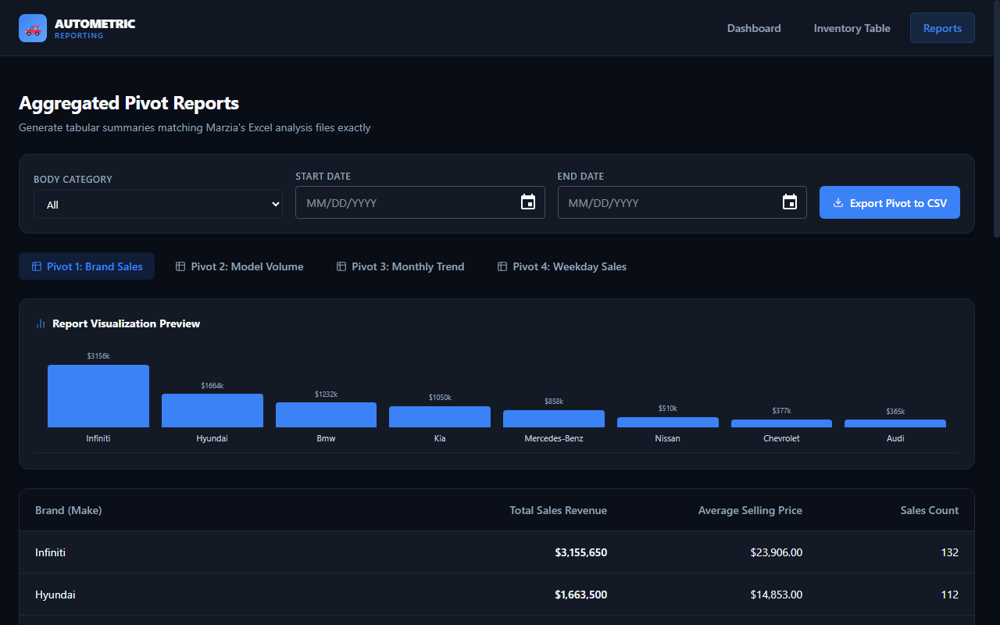 AUTOMETRIC
REPORTING
Dashboard
Inventory Table
Reports
Aggregated Pivot Reports
Generate tabular summaries matching Marzia's Excel analysis files exactly
BODY CATEGORY
START DATE
END DATE
All
MM/DD/YYYY
MM/DD/YYYY
Export Pivot to CSV
Pivot 1: Brand Sales
Pivot 2: Model Volume
Pivot 3: Monthly Trend
Pivot 4: Weekday Sales
Report Visualization Preview
$3156k
$1664k
$1232k
$1050k
$858k
$510k
$377k
$365k
Infiniti
Hyundai
Bmw
Kia
Mercedes-Benz
Nissan
Chevrolet
Audi
Brand (Make) Total Sales Revenue Average Selling Price Sales Count
Infiniti $3,155,650 $23,906.00 132
Hyundai $1,663,500 $14,853.00 112